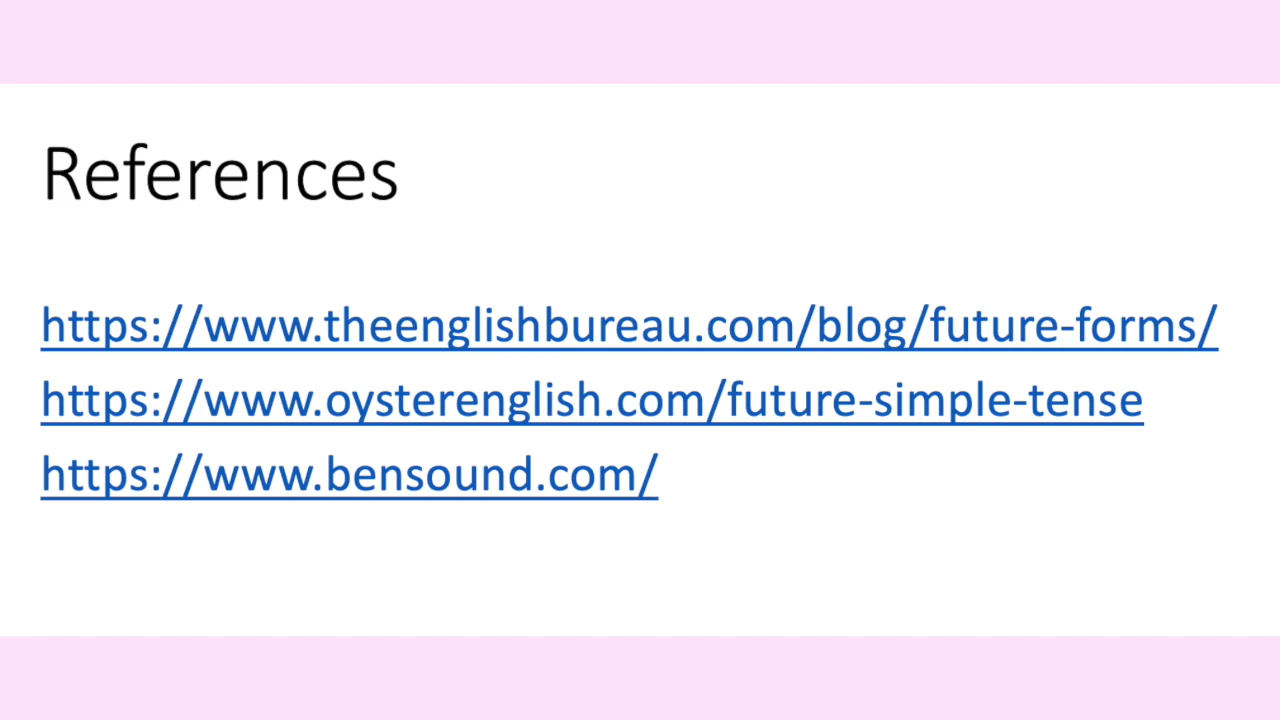 References
https://www.theenglishbureau.com/blog/future-forms/
https://www.oysterenglish.com/future-simple-tense
https://www.bensound.com/